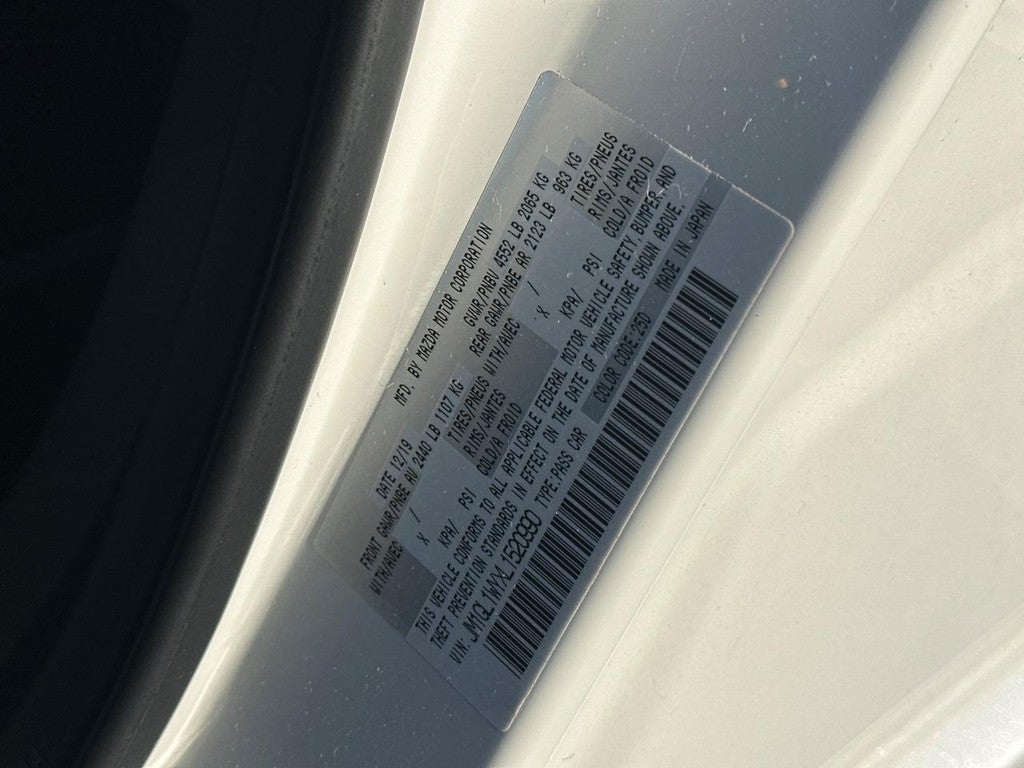 MFD. BY MAZDA MOTOR CORPORATION
DATE 12/19 GVWR/PNBV 4552 LB 2065 KG
FRONT GAWR/PNBE AV 2440 LB 1107 KG REAR GAWR/PNBE AR 2123 LB 963 KG
WITH/AVEC TIRES/PNEUS WITH/AVEC TIRES/PNEUS
X / RIMS/JANTES X / RIMS/JANTES
KPA/ PSI COLD/A FROID KPA/ PSI COLD/A FROID
THIS VEHICLE CONFORMS TO ALL APPLICABLE FEDERAL MOTOR VEHICLE SAFETY, BUMPER, AND
THEFT PREVENTION STANDARDS IN EFFECT ON THE DATE OF MANUFACTURE SHOWN ABOVE.
VIN: JM1GL1WYXL1520990 TYPE:PASS CAR COLOR CODE:25D MADE IN JAPAN